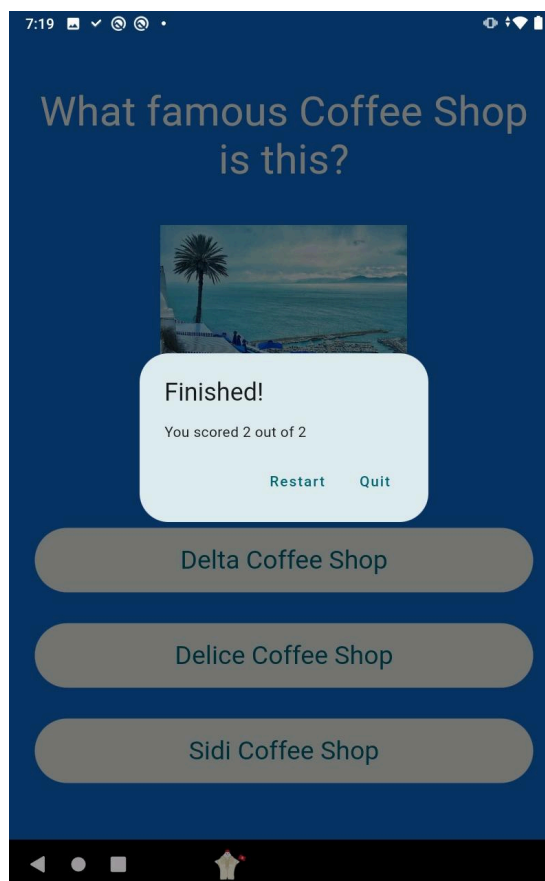 7:19
What famous Coffee Shop
is this?
Finished!
You scored 2 out of 2
Restart Quit
Delta Coffee Shop
Delice Coffee Shop
Sidi Coffee Shop